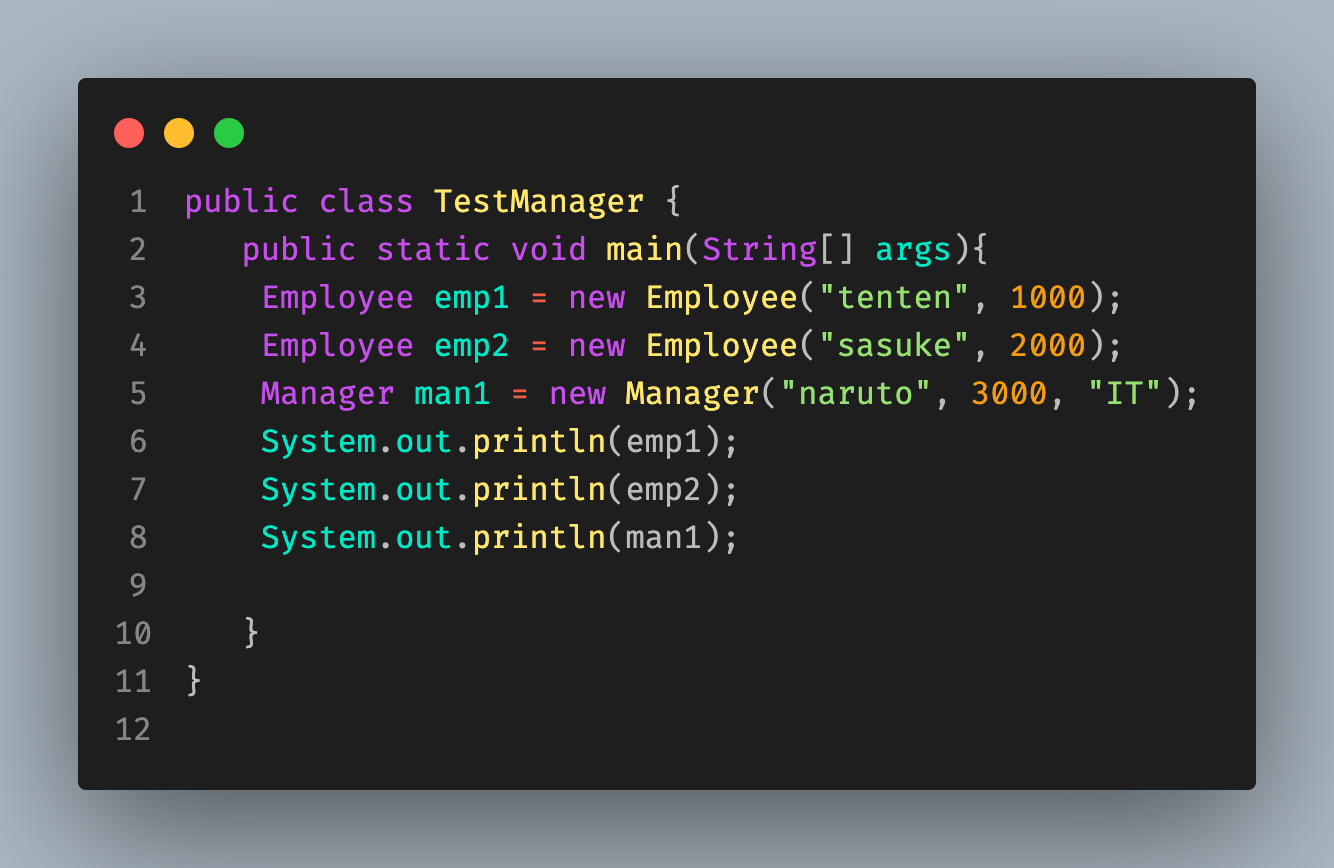 1 public class TestManager {
2    public static void main(String[] args){
3     Employee emp1 = new Employee("tenten", 1000);
4     Employee emp2 = new Employee("sasuke", 2000);
5     Manager man1 = new Manager("naruto", 3000, "IT");
6     System.out.println(emp1);
7     System.out.println(emp2);
8     System.out.println(man1);
9
10    }
11 }
12